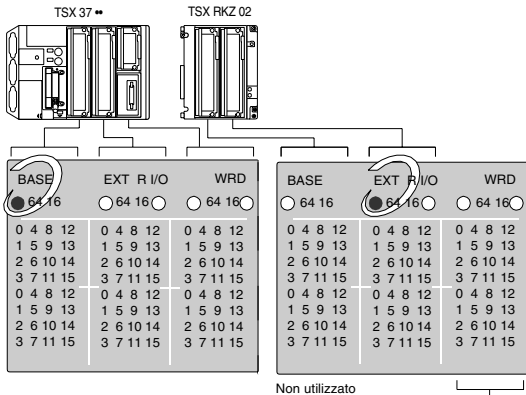 TSX 37 •• TSX RKZ 02
BASE EXT R I/O WRD BASE EXT R I/O WRD
64 16 64 16 64 16 64 16 64 16 64 16
0 4 8 12 0 4 8 12 0 4 8 12 0 4 8 12 0 4 8 12 0 4 8 12
1 5 9 13 1 5 9 13 1 5 9 13 1 5 9 13 1 5 9 13 1 5 9 13
2 6 10 14 2 6 10 14 2 6 10 14 2 6 10 14 2 6 10 14 2 6 10 14
3 7 11 15 3 7 11 15 3 7 11 15 3 7 11 15 3 7 11 15 3 7 11 15
0 4 8 12 0 4 8 12 0 4 8 12 0 4 8 12 0 4 8 12 0 4 8 12
1 5 9 13 1 5 9 13 1 5 9 13 1 5 9 13 1 5 9 13 1 5 9 13
2 6 10 14 2 6 10 14 2 6 10 14 2 6 10 14 2 6 10 14 2 6 10 14
3 7 11 15 3 7 11 15 3 7 11 15 3 7 11 15 3 7 11 15 3 7 11 15
Non utilizzato